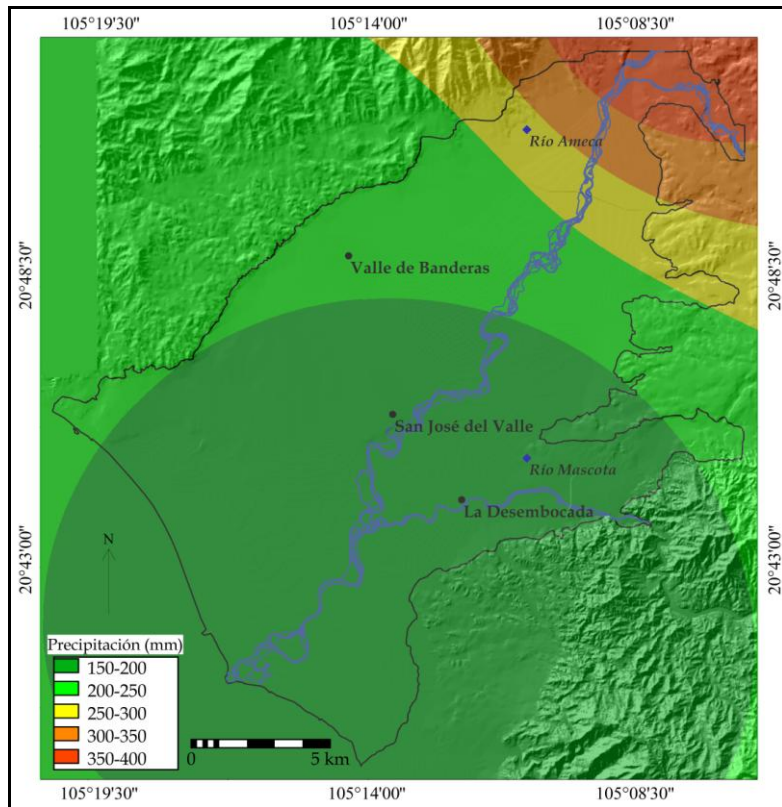 105°19'30" 105°14'00" 105°08'30"
Río Ameca
20°48'30" 20°48'30"
Valle de Banderas
San José del Valle
Río Mascota
La Desembocada
20°43'00" 20°43'00"
N
Precipitación (mm)
150-200
200-250
250-300
300-350
350-400
0 5 km
105°19'30" 105°14'00" 105°08'30"